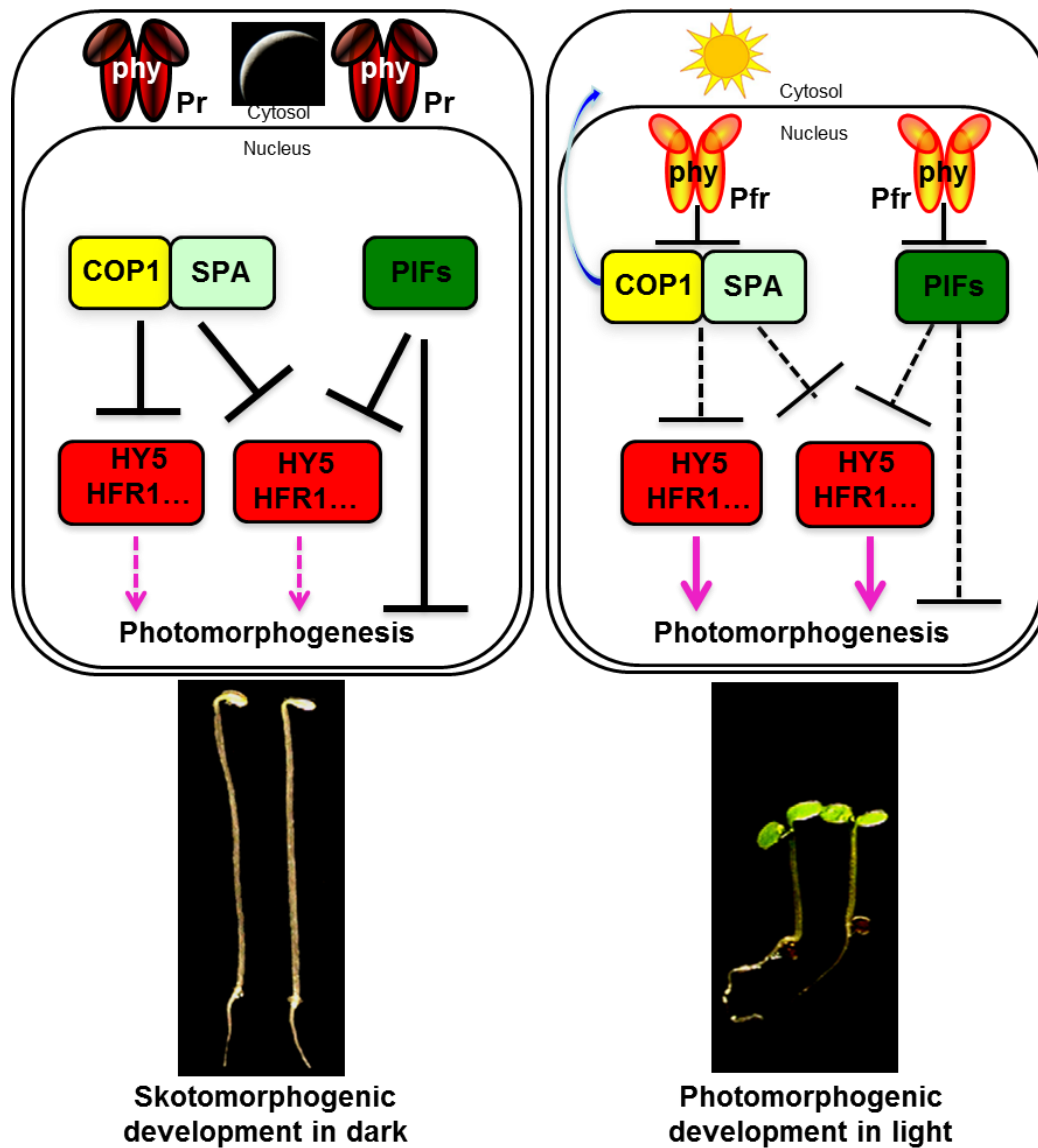 phy
Pr
phy
Pr
Cytosol
Nucleus
COP1
SPA
PIFs
HY5
HFR1...
HY5
HFR1...
Photomorphogenesis
Skotomorphogenic
development in dark
Cytosol
Nucleus
phy
Pfr
phy
Pfr
COP1
SPA
PIFs
HY5
HFR1...
HY5
HFR1...
Photomorphogenesis
Photomorphogenic
development in light